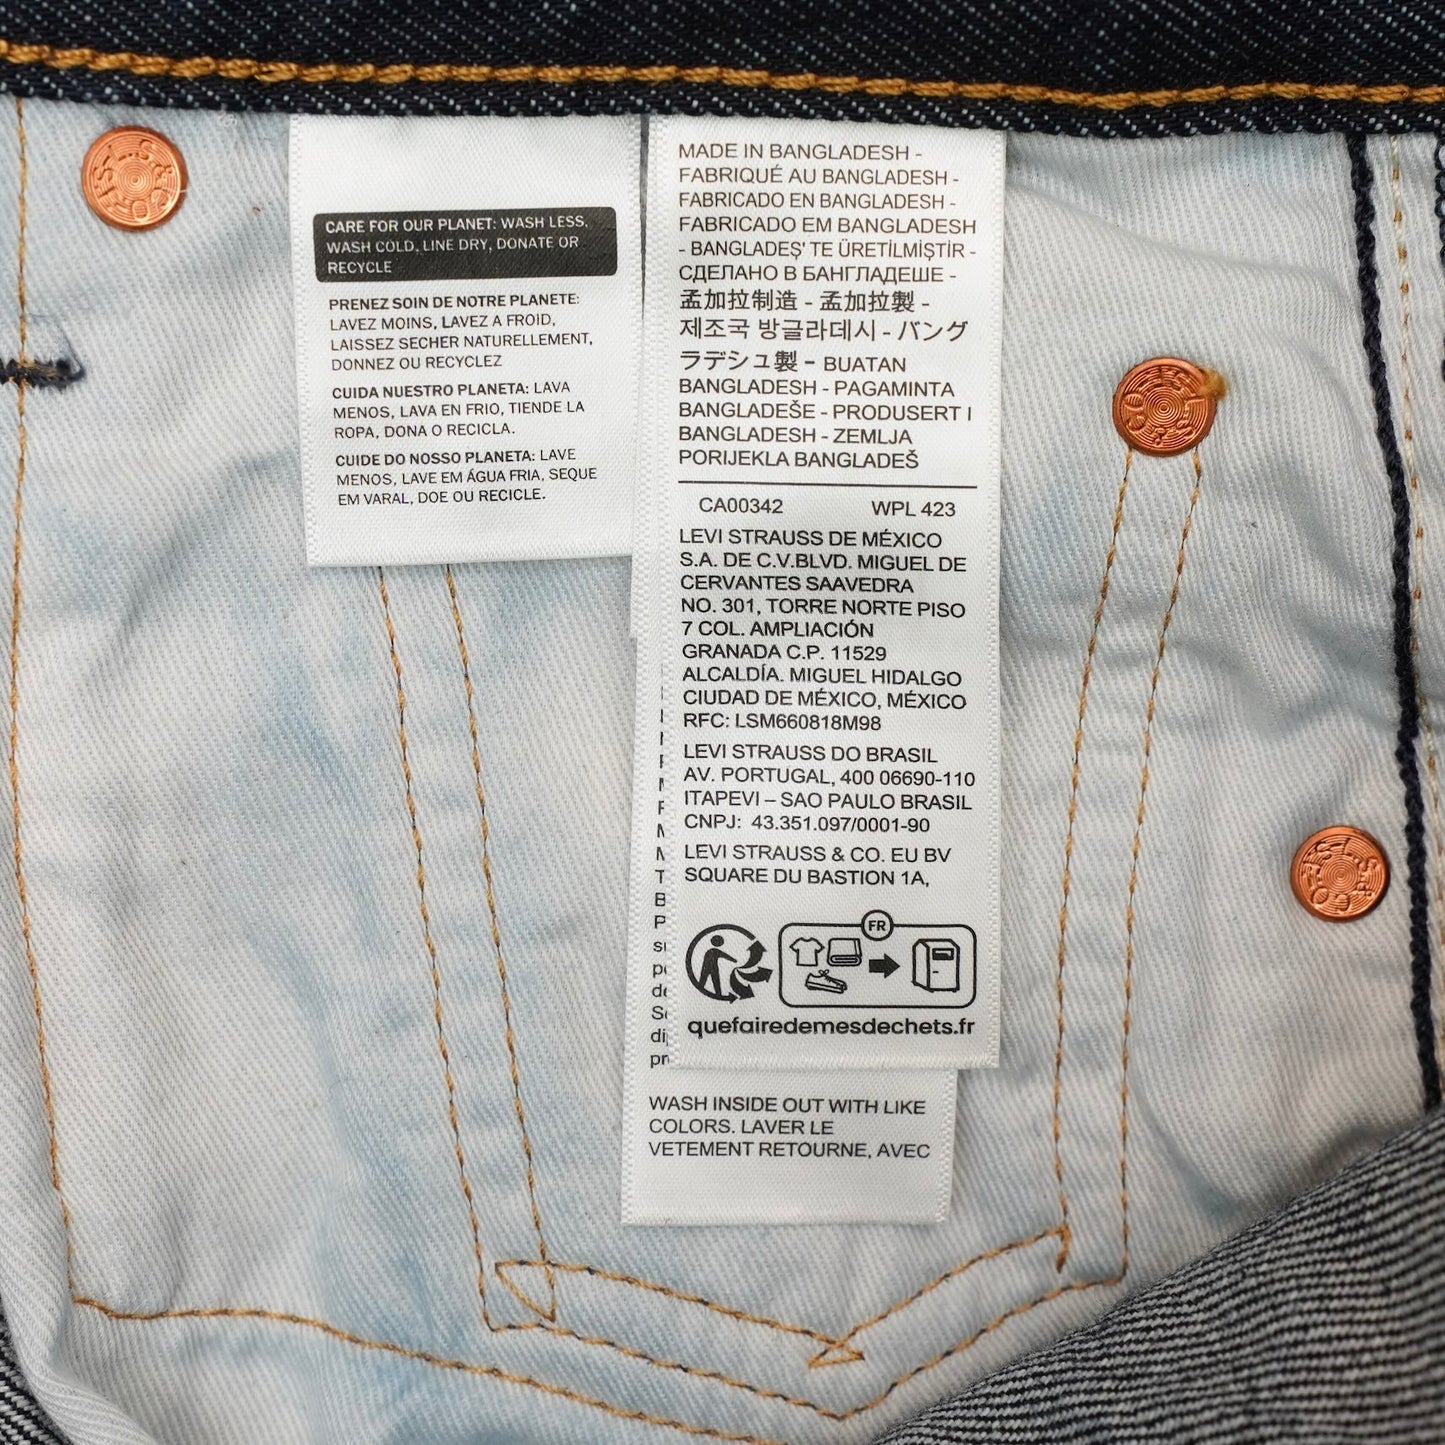 CARE FOR OUR PLANET: WASH LESS,
WASH COLD, LINE DRY, DONATE OR
RECYCLE
PRENEZ SOIN DE NOTRE PLANETE:
LAVEZ MOINS, LAVEZ A FROID,
LAISSEZ SECHER NATURELLEMENT,
DONNEZ OU RECYCLEZ
CUIDA NUESTRO PLANETA: LAVA
MENOS, LAVA EN FRIO, TIENDE LA
ROPA, DONA O RECICLA.
CUIDE DO NOSSO PLANETA: LAVE
MENOS, LAVE EM ÁGUA FRIA, SEQUE
EM VARAL, DOE OU RECICLE.
MADE IN BANGLADESH -
FABRIQUÉ AU BANGLADESH -
FABRICADO EN BANGLADESH -
FABRICADO EM BANGLADESH
- BANGLADEŞ' TE ÜRETİLMİŞTİR -
СДЕЛАНО В БАНГЛАДЕШЕ -
孟加拉制造 - 孟加拉製 -
제조국 방글라데시 - バング
ラデシュ製 - BUATAN
BANGLADESH - PAGAMINTA
BANGLADEŠE - PRODUSERT I
BANGLADESH - ZEMLJA
PORIJEKLA BANGLADEŠ
CA00342 WPL 423
LEVI STRAUSS DE MÉXICO
S.A. DE C.V.BLVD. MIGUEL DE
CERVANTES SAAVEDRA
NO. 301, TORRE NORTE PISO
7 COL. AMPLIACIÓN
GRANADA C.P. 11529
ALCALDÍA. MIGUEL HIDALGO
CIUDAD DE MÉXICO, MÉXICO
RFC: LSM660818M98
LEVI STRAUSS DO BRASIL
AV. PORTUGAL, 400 06690-110
ITAPEVI – SAO PAULO BRASIL
CNPJ: 43.351.097/0001-90
LEVI STRAUSS & CO. EU BV
SQUARE DU BASTION 1A,
FR
quefairedemesdechets.fr
WASH INSIDE OUT WITH LIKE
COLORS. LAVER LE
VETEMENT RETOURNE, AVEC